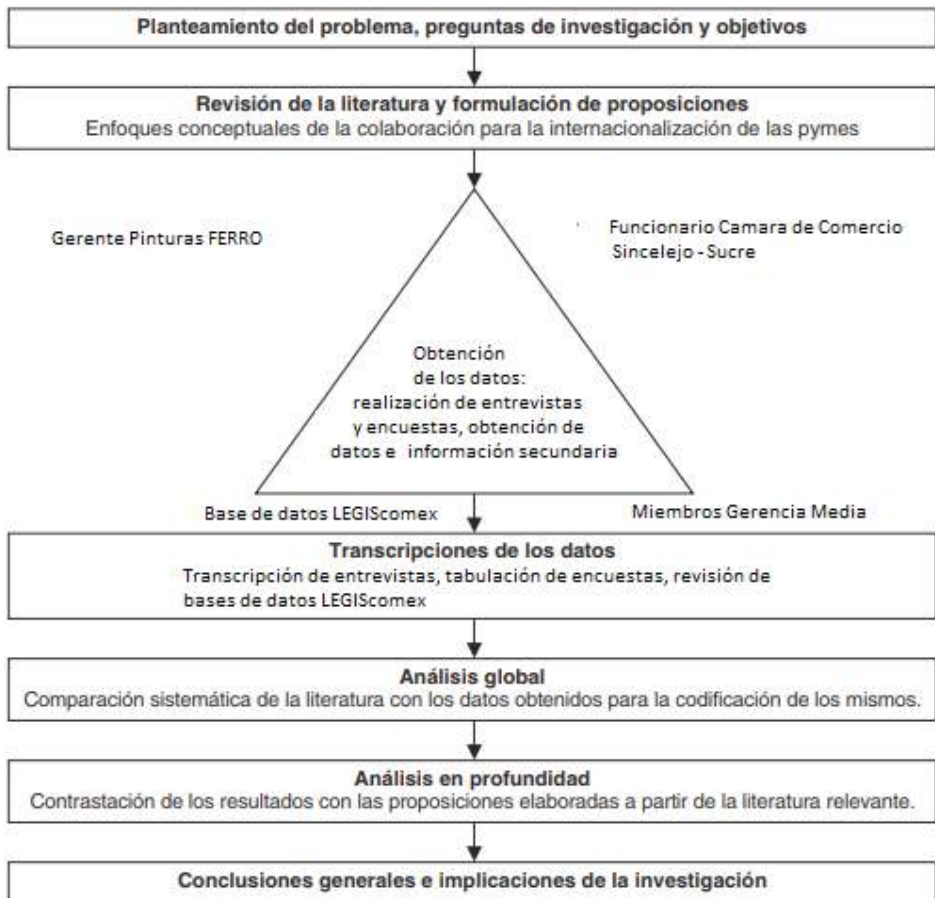 Planteamiento del problema, preguntas de investigación y objetivos
Revisión de la literatura y formulación de proposiciones
Enfoques conceptuales de la colaboración para la internacionalización de las pymes
Gerente Pinturas FERRO
Funcionario Camara de Comercio
Sincelejo - Sucre
Obtención
de los datos:
realización de entrevistas
y encuestas, obtención de
datos e información secundaria
Base de datos LEGIScomex
Miembros Gerencia Media
Transcripciones de los datos
Transcripción de entrevistas, tabulación de encuestas, revisión de
bases de datos LEGIScomex
Análisis global
Comparación sistemática de la literatura con los datos obtenidos para la codificación de los mismos.
Análisis en profundidad
Contrastación de los resultados con las proposiciones elaboradas a partir de la literatura relevante.
Conclusiones generales e implicaciones de la investigación